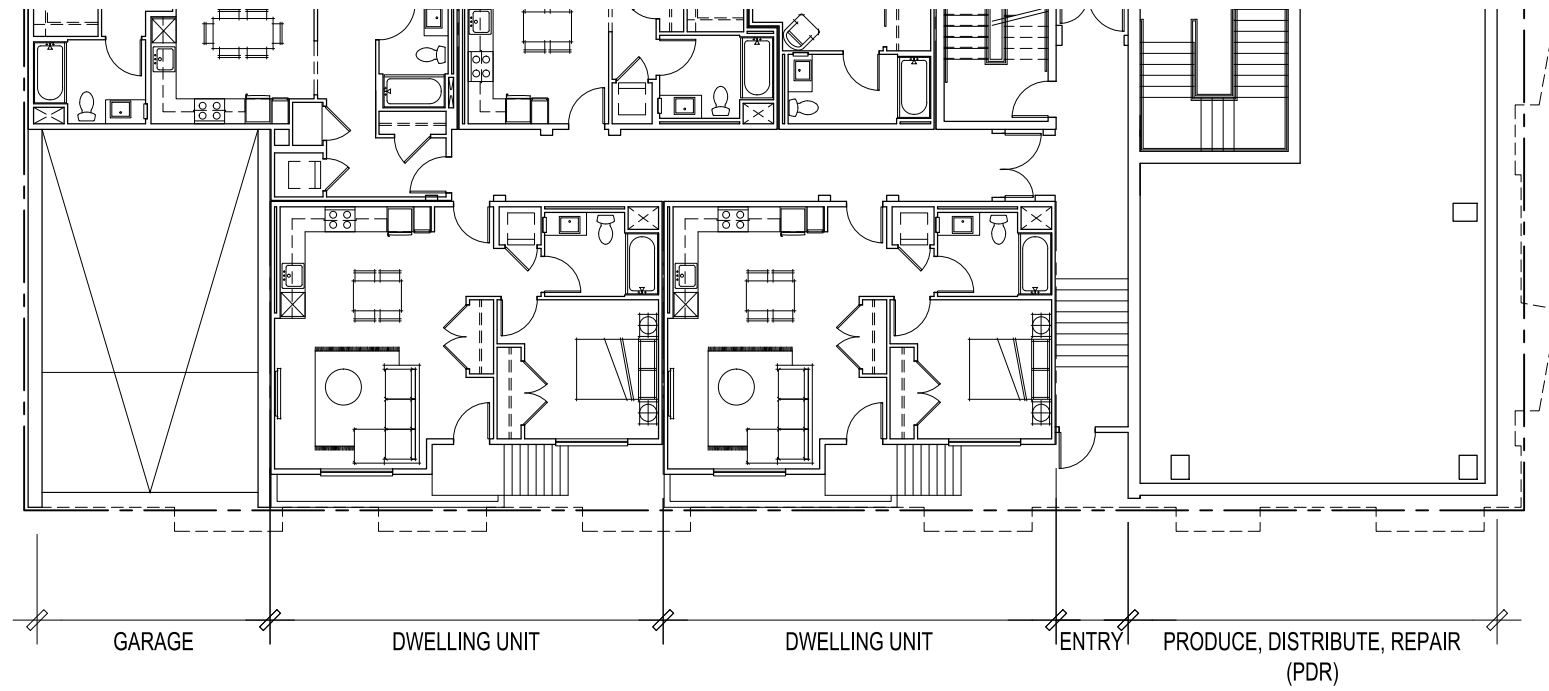 GARAGE
DWELLING UNIT
DWELLING UNIT
ENTRY
PRODUCE, DISTRIBUTE, REPAIR
(PDR)